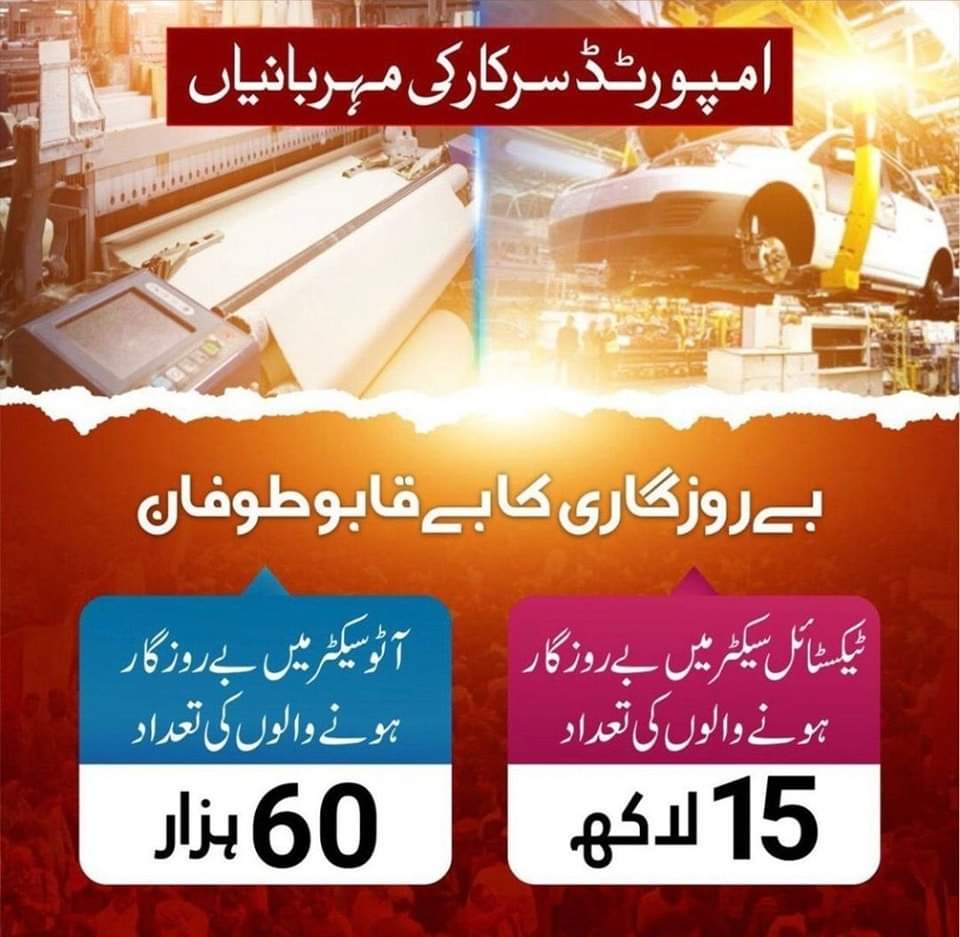 امپورٹڈ سرکار کی مہربانیاں
بے روزگاری کا بے قابو طوفان
ٹیکسٹائل سیکٹر میں بے روزگار
ہونے والوں کی تعداد
15 لاکھ
آٹو سیکٹر میں بے روزگار
ہونے والوں کی تعداد
60 ہزار